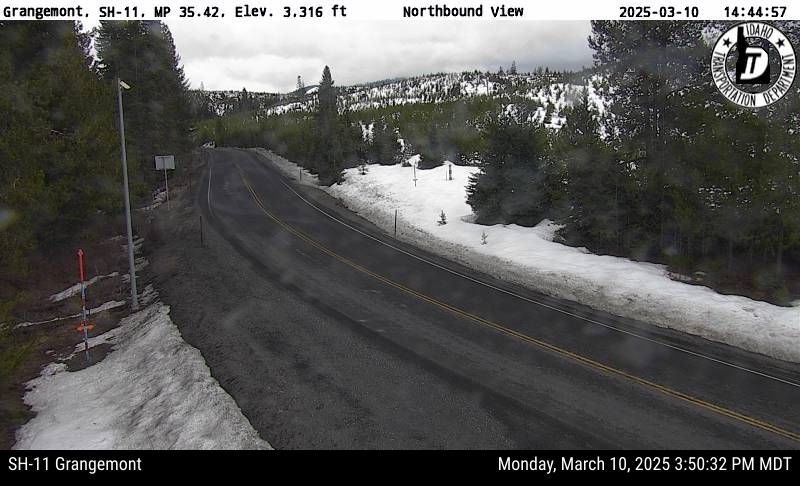 Grangemont, SH-11, MP 35.42, Elev. 3,316 ft Northbound View 2025-03-10 14:44:57
IDAHO
TRANSPORTATION DEPARTMENT
SH-11 Grangemont Monday, March 10, 2025 3:50:32 PM MDT